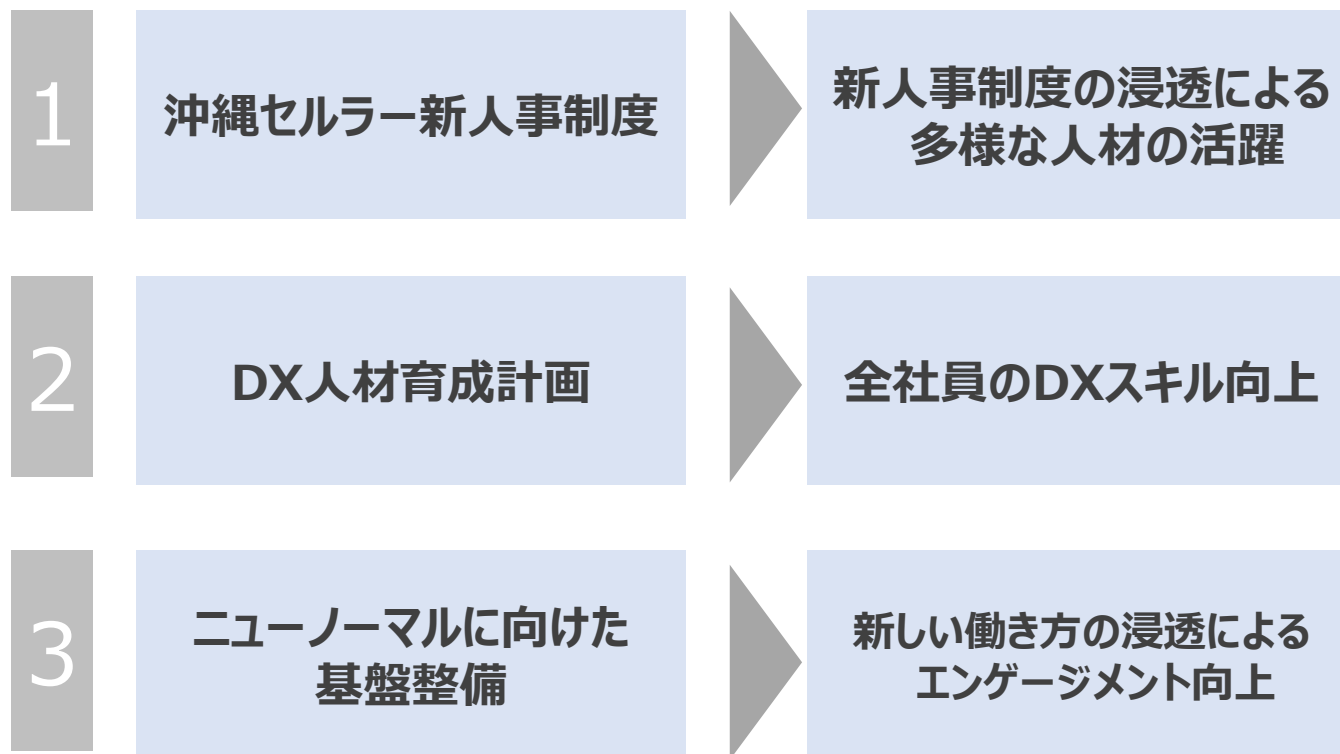 1
沖縄セルラー新人事制度
新人事制度の浸透による
多様な人材の活躍
2
DX人材育成計画
全社員のDXスキル向上
3
ニューノーマルに向けた
基盤整備
新しい働き方の浸透による
エンゲージメント向上